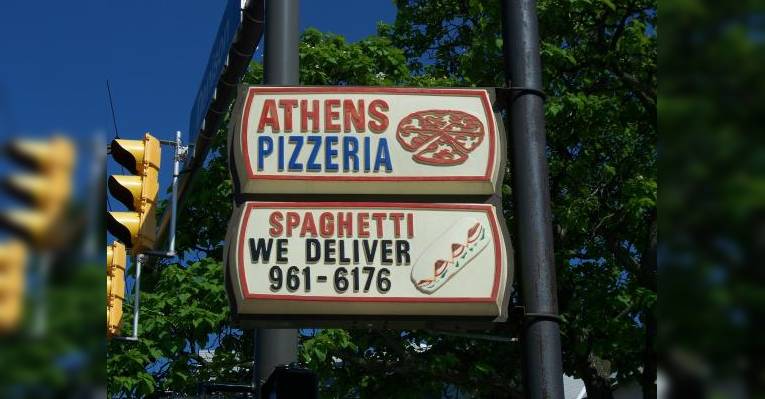 ATHENS
PIZZERIA
SPAGHETTI
WE DELIVER
961-6176